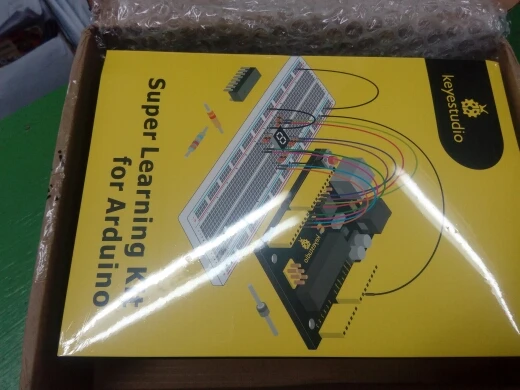 keyestudio
Super Learning Kit
for Arduino